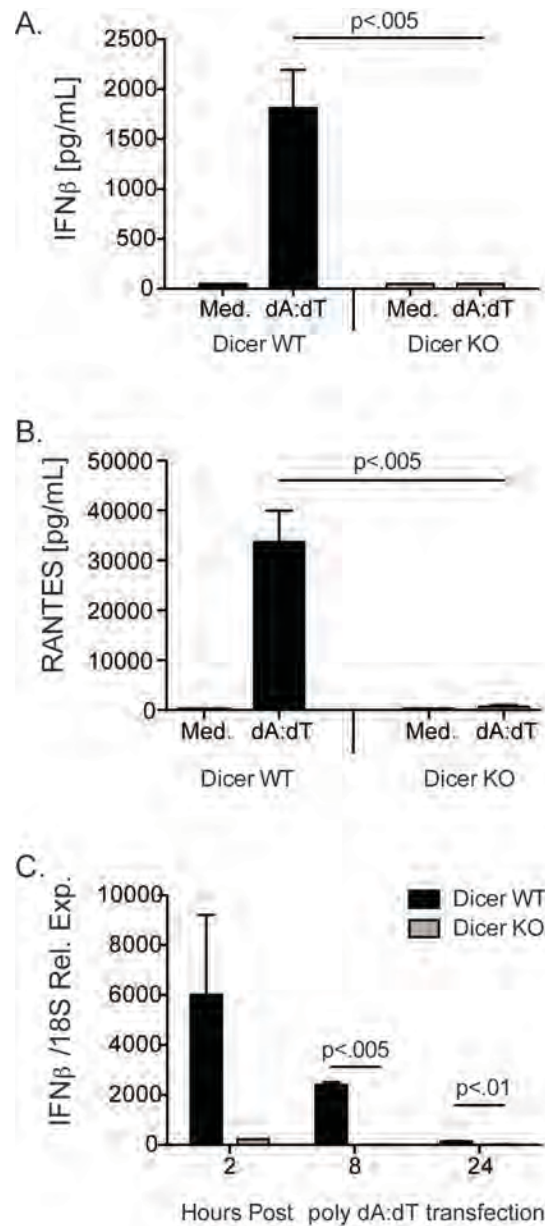 A.
p<.005
IFNβ [pg/mL]
2500
2000
1500
1000
500
0
Med. dA:dT Med. dA:dT
Dicer WT Dicer KO
B.
p<.005
RANTES [pg/mL]
50000
40000
30000
20000
10000
0
Med. dA:dT Med. dA:dT
Dicer WT Dicer KO
C.
IFNβ /18S Rel. Exp.
10000
8000
6000
4000
2000
0
Dicer WT
Dicer KO
p<.005
p<.01
2 8 24
Hours Post poly dA:dT transfection